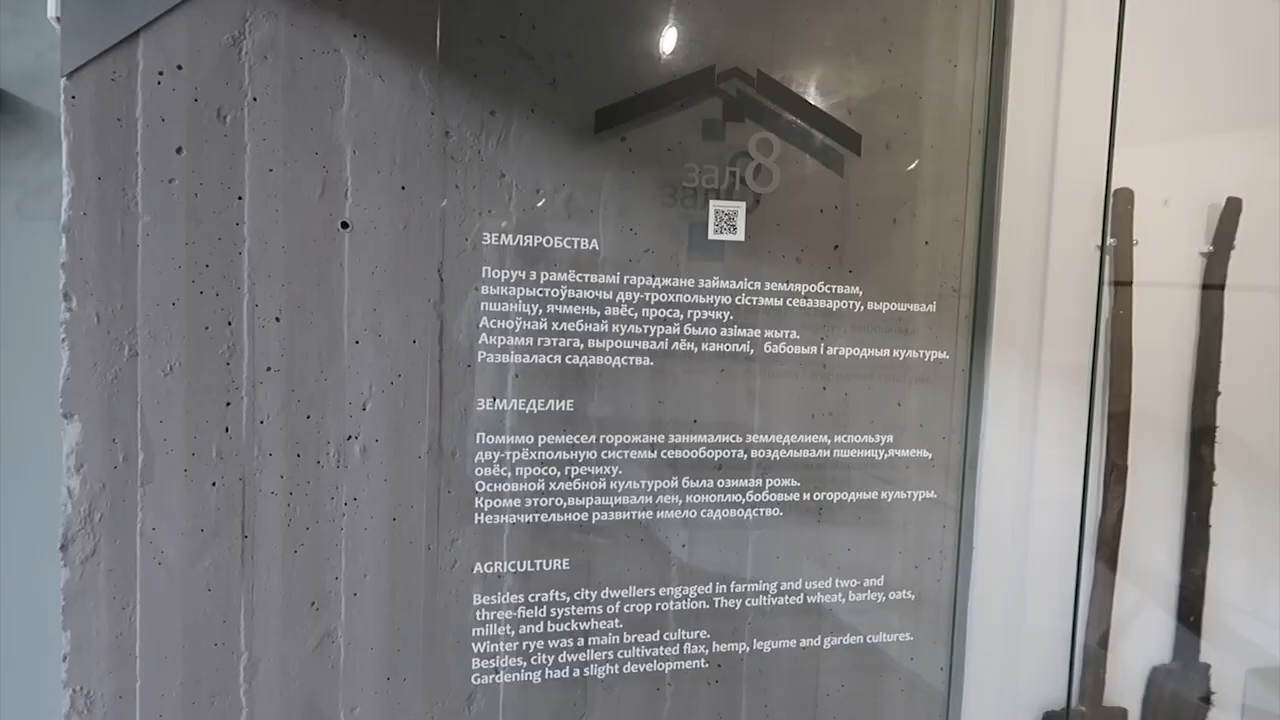 зал 8
ЗЕМЛЯРОБСТВА
Поруч з рамёствамі гараджане займаліся земляробствам,
выкарыстоўваючы дву-трохпольную сістэмы севазвароту, вырошчвалі
пшаніцу, ячмень, авёс, проса, грэчку.
Асноўнай хлебнай культурай было азімае жыта.
Акрамя гэтага, вырошчвалі лён, каноплі, бабовыя і агародныя культуры.
Развівалася садаводства.
ЗЕМЛЕДЕЛИЕ
Помимо ремесел горожане занимались земледелием, используя
дву-трёхпольную системы севооборота, возделывали пшеницу,ячмень,
овёс, просо, гречиху.
Основной хлебной культурой была озимая рожь.
Кроме этого,выращивали лен, коноплю,бобовые и огородные культуры.
Незначительное развитие имело садоводство.
AGRICULTURE
Besides crafts, city dwellers engaged in farming and used two- and
three-field systems of crop rotation. They cultivated wheat, barley, oats,
millet, and buckwheat.
Winter rye was a main bread culture.
Besides, city dwellers cultivated flax, hemp, legume and garden cultures.
Gardening had a slight development.